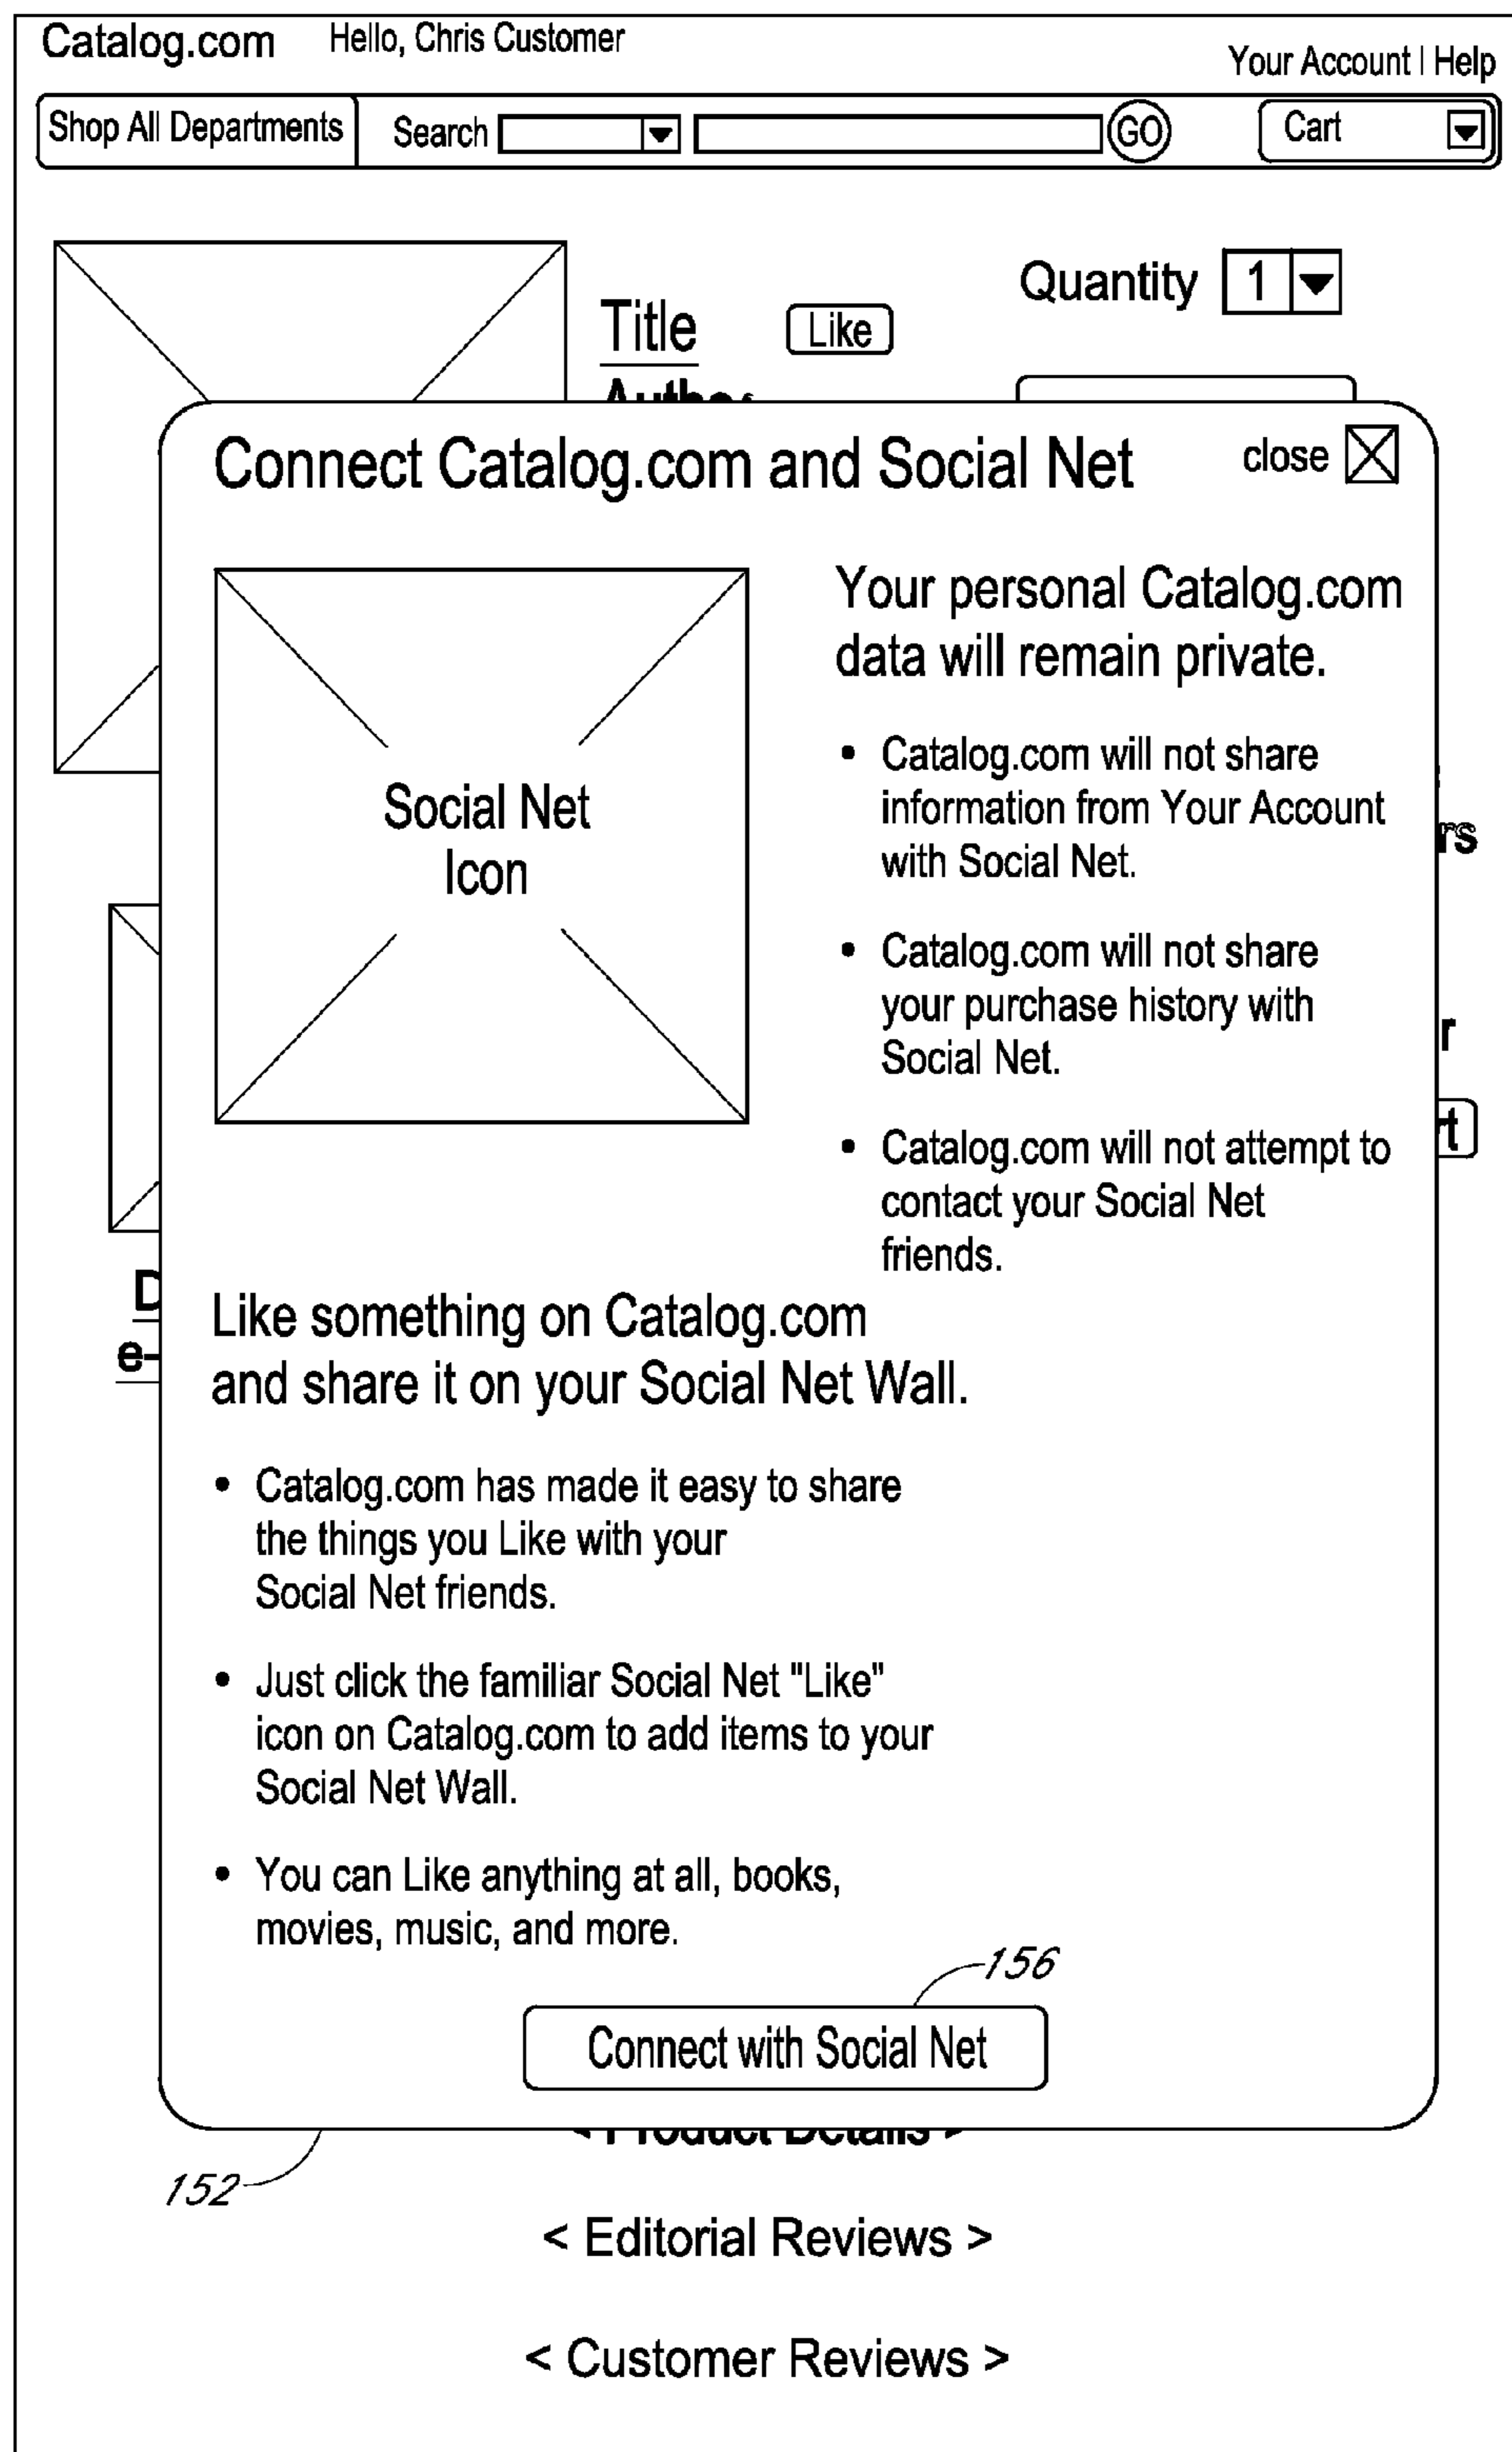 Catalog.com Hello, Chris Customer
Your Account | Help
Shop All Departments Search GO Cart
Quantity 1
Title Like
Author
Connect Catalog.com and Social Net close
Your personal Catalog.com
data will remain private.
Social Net
Icon
• Catalog.com will not share
information from Your Account
with Social Net.
rs
• Catalog.com will not share
your purchase history with
Social Net.
r
• Catalog.com will not attempt to
contact your Social Net
friends.
rt
D
e-
Like something on Catalog.com
and share it on your Social Net Wall.
• Catalog.com has made it easy to share
the things you Like with your
Social Net friends.
• Just click the familiar Social Net "Like"
icon on Catalog.com to add items to your
Social Net Wall.
• You can Like anything at all, books,
movies, music, and more.
156
Connect with Social Net
< Product Details >
152
< Editorial Reviews >
< Customer Reviews >